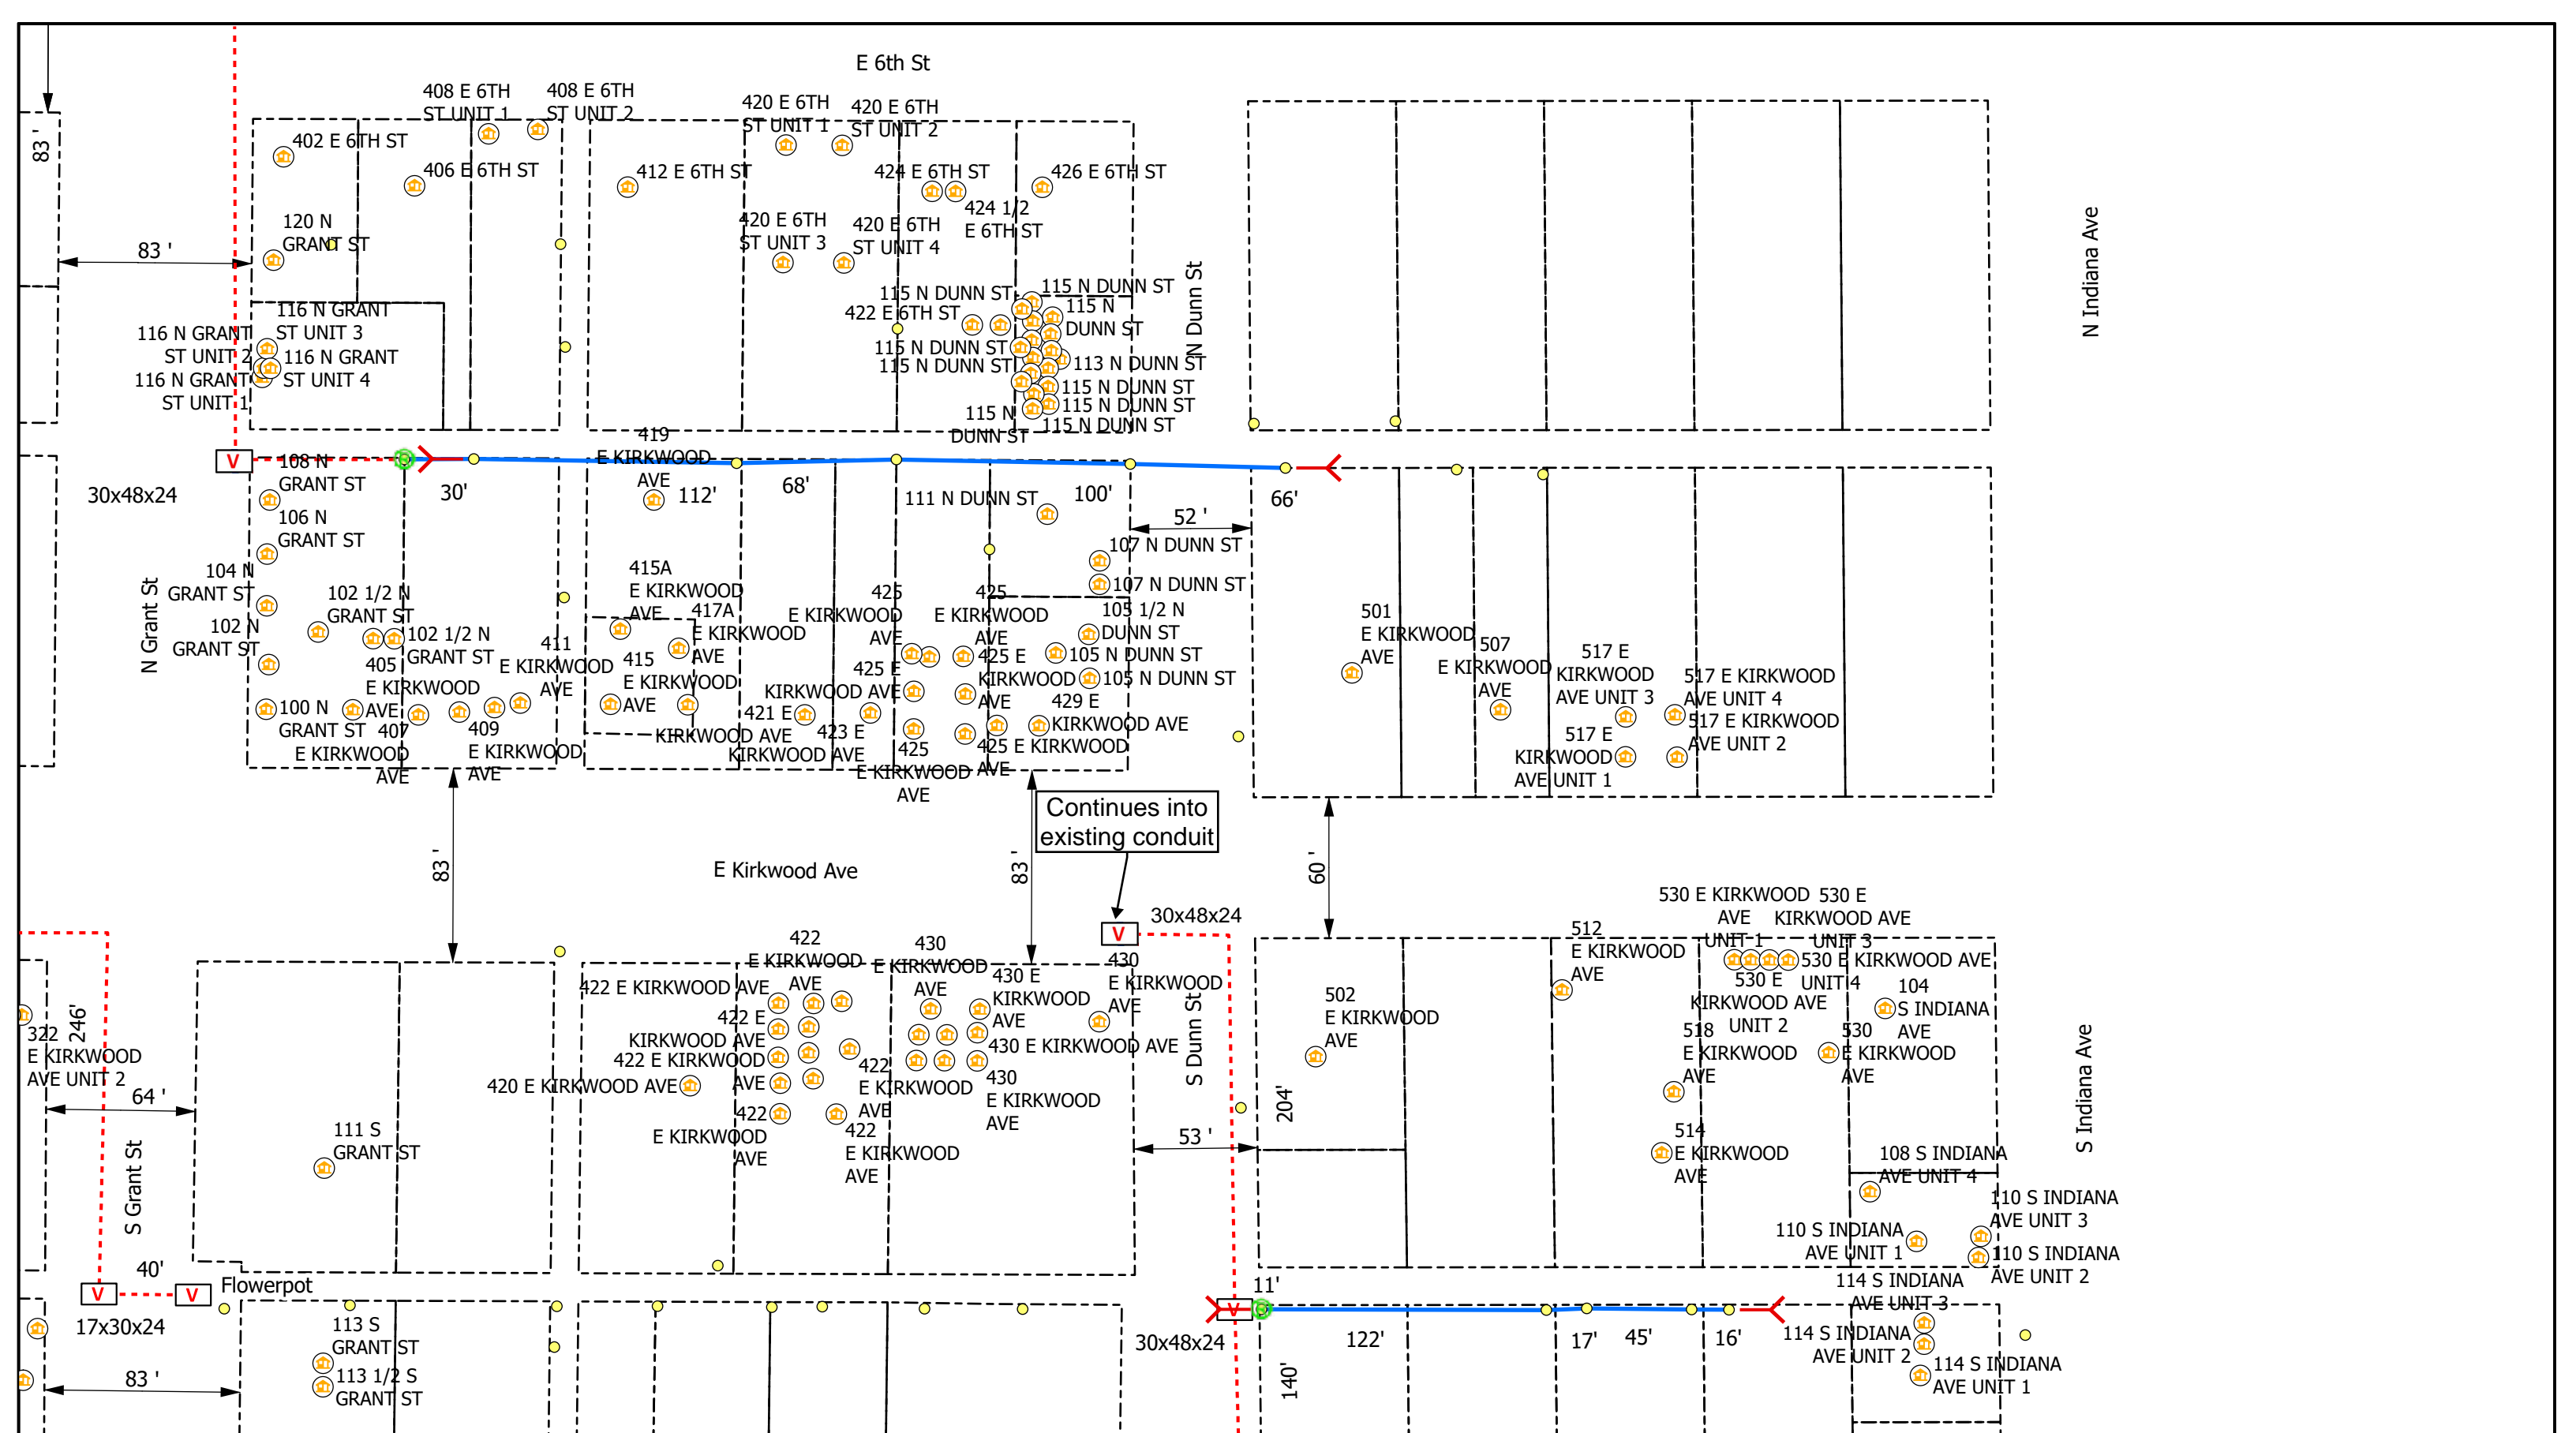 E 6th St
408 E 6TH
ST UNIT 1
408 E 6TH
ST UNIT 2
420 E 6TH
ST UNIT 1
420 E 6TH
ST UNIT 2
83 '
402 E 6TH ST
406 E 6TH ST
412 E 6TH ST
424 E 6TH ST
426 E 6TH ST
424 1/2
E 6TH ST
120 N
GRANT ST
420 E 6TH
ST UNIT 3
420 E 6TH
ST UNIT 4
83 '
N Indiana Ave
N Dunn St
115 N DUNN ST
115 N DUNN ST
115 N
DUNN ST
422 E 6TH ST
116 N GRANT
ST UNIT 3
116 N GRANT
ST UNIT 2
116 N GRANT
ST UNIT 4
116 N GRANT
ST UNIT 1
115 N DUNN ST
115 N DUNN ST
113 N DUNN ST
115 N DUNN ST
115 N DUNN ST
115 N
DUNN ST
115 N DUNN ST
V
30x48x24
108 N
GRANT ST
30'
419
E KIRKWOOD
AVE
112'
68'
111 N DUNN ST
100'
52 '
66'
106 N
GRANT ST
104 N
GRANT ST
N Grant St
102 1/2 N
GRANT ST
102 N
GRANT ST
102 1/2 N
GRANT ST
107 N DUNN ST
107 N DUNN ST
415A
E KIRKWOOD
AVE
417A
E KIRKWOOD
AVE
425
E KIRKWOOD
AVE
425
E KIRKWOOD
AVE
105 1/2 N
DUNN ST
105 N DUNN ST
105 N DUNN ST
411
E KIRKWOOD
AVE
405
E KIRKWOOD
AVE
415
E KIRKWOOD
AVE
425 E
KIRKWOOD AVE
425 E
KIRKWOOD
AVE
501
E KIRKWOOD
AVE
507
E KIRKWOOD
AVE
517 E
KIRKWOOD
AVE UNIT 3
517 E KIRKWOOD
AVE UNIT 4
517 E KIRKWOOD
AVE UNIT 2
517 E
KIRKWOOD
AVE UNIT 1
100 N
GRANT ST
407
E KIRKWOOD
AVE
409
E KIRKWOOD
AVE
421 E
KIRKWOOD AVE
423 E
KIRKWOOD AVE
429 E
KIRKWOOD AVE
425
E KIRKWOOD
AVE
425 E KIRKWOOD
AVE
Continues into
existing conduit
83 '
E Kirkwood Ave
83 '
60 '
V
30x48x24
530 E KIRKWOOD
AVE
UNIT 1
530 E
KIRKWOOD AVE
UNIT 3
512
E KIRKWOOD
AVE
422
E KIRKWOOD
AVE
430
E KIRKWOOD
AVE
422 E KIRKWOOD AVE
430 E
KIRKWOOD
AVE
430
E KIRKWOOD
AVE
530 E KIRKWOOD AVE
UNIT 4
530 E
KIRKWOOD AVE
UNIT 2
104
S INDIANA
AVE
502
E KIRKWOOD
AVE
322
E KIRKWOOD
AVE UNIT 2
246'
422 E
KIRKWOOD AVE
422 E KIRKWOOD
AVE
420 E KIRKWOOD AVE
430 E KIRKWOOD AVE
518
E KIRKWOOD
AVE
530
E KIRKWOOD
AVE
S Dunn St
S Indiana Ave
64 '
422
E KIRKWOOD
AVE
430
E KIRKWOOD
AVE
204'
422
E KIRKWOOD
AVE
422
E KIRKWOOD
AVE
53 '
514
E KIRKWOOD
AVE
111 S
GRANT ST
S Grant St
108 S INDIANA
AVE UNIT 4
110 S INDIANA
AVE UNIT 3
110 S INDIANA
AVE UNIT 1
110 S INDIANA
AVE UNIT 2
40'
V
V
Flowerpot
17x30x24
11'
V
30x48x24
122'
17'
45'
16'
114 S INDIANA
AVE UNIT 3
114 S INDIANA
AVE UNIT 2
114 S INDIANA
AVE UNIT 1
113 S
GRANT ST
113 1/2 S
GRANT ST
83 '
140'